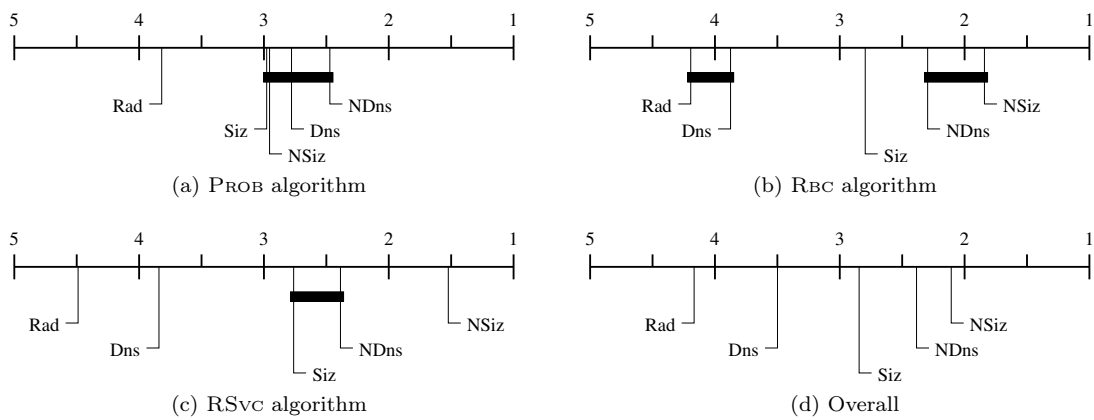 5 4 3 2 1
Rad
NDns
Siz
Dns
NSiz
(a) PROB algorithm
5 4 3 2 1
Rad
NSiz
Dns
NDns
Siz
(b) RBC algorithm
5 4 3 2 1
Rad
NSiz
Dns
NDns
Siz
(c) RSVC algorithm
5 4 3 2 1
Rad
NSiz
Dns
NDns
Siz
(d) Overall